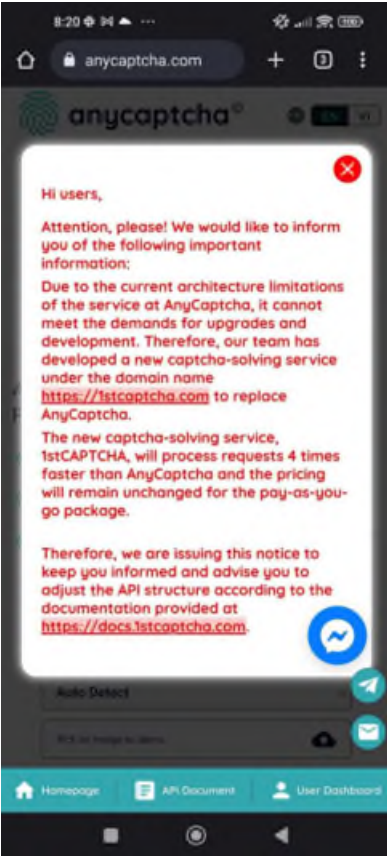 8:20
100
anycaptcha.com
3
anycaptcha
EN
VI
Hi users,
Attention, please! We would like to inform
you of the following important
information:
Due to the current architecture limitations
of the service at AnyCaptcha, it cannot
meet the demands for upgrades and
development. Therefore, our team has
developed a new captcha-solving service
under the domain name
https://1stcaptcha.com to replace
AnyCaptcha.
The new captcha-solving service,
1stCAPTCHA, will process requests 4 times
faster than AnyCaptcha and the pricing
will remain unchanged for the pay-as-you-
go package.
Therefore, we are issuing this notice to
keep you informed and advise you to
adjust the API structure according to the
documentation provided at
https://docs.1stcaptcha.com.
Auto Detect
Homepage
API Document
User Dashboard